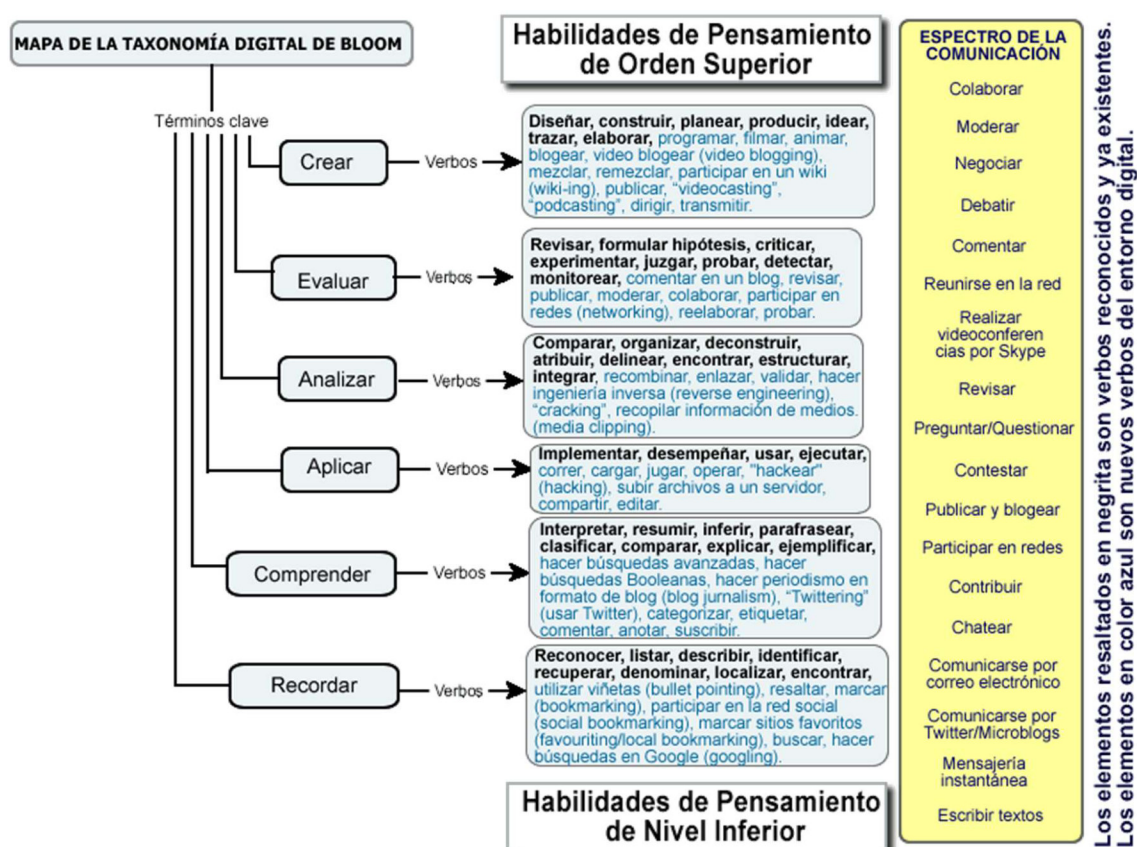 MAPA DE LA TAXONOMÍA DIGITAL DE BLOOM
Términos clave
Habilidades de Pensamiento
de Orden Superior
Crear
Verbos
Diseñar, construir, planear, producir, idear,
trazar, elaborar, programar, filmar, animar,
blogear, video blogear (video blogging),
mezclar, remezclar, participar en un wiki
(wiki-ing), publicar, “videocasting”,
“podcasting”, dirigir, transmitir.
Evaluar
Verbos
Revisar, formular hipótesis, criticar,
experimentar, juzgar, probar, detectar,
monitorear, comentar en un blog, revisar,
publicar, moderar, colaborar, participar en
redes (networking), reelaborar, probar.
Analizar
Verbos
Comparar, organizar, deconstruir,
atribuir, delinear, encontrar, estructurar,
integrar, recombinar, enlazar, validar, hacer
ingeniería inversa (reverse engineering),
“cracking”, recopilar información de medios.
(media clipping).
Aplicar
Verbos
Implementar, desempeñar, usar, ejecutar,
correr, cargar, jugar, operar, "hackear"
(hacking), subir archivos a un servidor,
compartir, editar.
Comprender
Verbos
Interpretar, resumir, inferir, parafrasear,
clasificar, comparar, explicar, ejemplificar,
hacer búsquedas avanzadas, hacer
búsquedas Booleanas, hacer periodismo en
formato de blog (blog jurnalism), “Twittering”
(usar Twitter), categorizar, etiquetar,
comentar, anotar, suscribir.
Recordar
Verbos
Reconocer, listar, describir, identificar,
recuperar, denominar, localizar, encontrar,
utilizar viñetas (bullet pointing), resaltar, marcar
(bookmarking), participar en la red social
(social bookmarking), marcar sitios favoritos
(favouriting/local bookmarking), buscar, hacer
búsquedas en Google (googling).
Habilidades de Pensamiento
de Nivel Inferior
ESPECTRO DE LA
COMUNICACIÓN
Colaborar
Moderar
Negociar
Debatir
Comentar
Reunirse en la red
Realizar
videoconferen
cias por Skype
Revisar
Preguntar/Questionar
Contestar
Publicar y blogear
Participar en redes
Contribuir
Chatear
Comunicarse por
correo electrónico
Comunicarse por
Twitter/Microblogs
Mensajería
instantánea
Escribir textos
Los elementos resaltados en negrita son verbos reconocidos y ya existentes.
Los elementos en color azul son nuevos verbos del entorno digital.